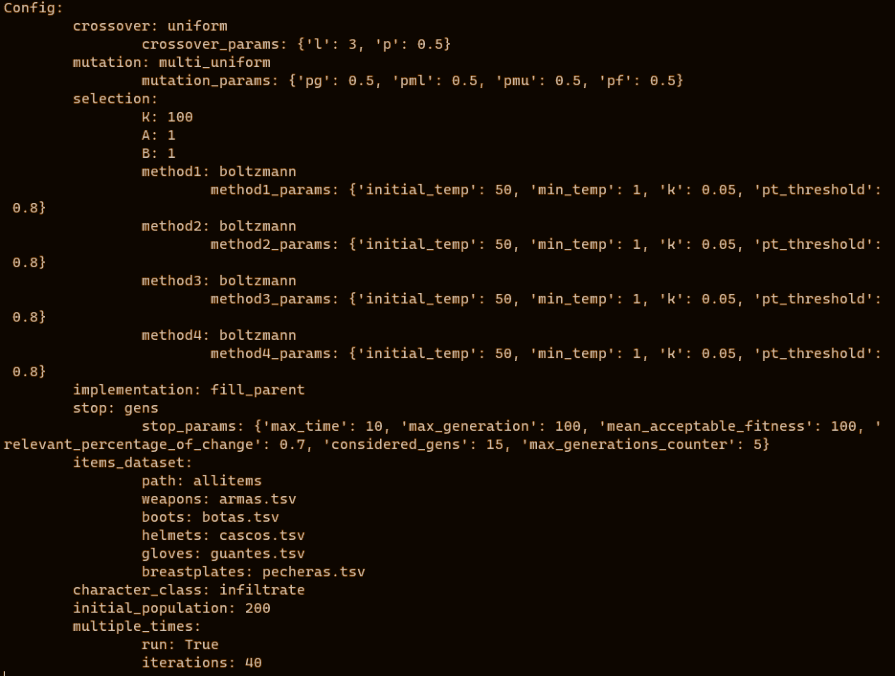 Config:
crossover: uniform
crossover_params: {'l': 3, 'p': 0.5}
mutation: multi_uniform
mutation_params: {'pg': 0.5, 'pml': 0.5, 'pmu': 0.5, 'pf': 0.5}
selection:
K: 100
A: 1
B: 1
method1: boltzmann
method1_params: {'initial_temp': 50, 'min_temp': 1, 'k': 0.05, 'pt_threshold':
0.8}
method2: boltzmann
method2_params: {'initial_temp': 50, 'min_temp': 1, 'k': 0.05, 'pt_threshold':
0.8}
method3: boltzmann
method3_params: {'initial_temp': 50, 'min_temp': 1, 'k': 0.05, 'pt_threshold':
0.8}
method4: boltzmann
method4_params: {'initial_temp': 50, 'min_temp': 1, 'k': 0.05, 'pt_threshold':
0.8}
implementation: fill_parent
stop: gens
stop_params: {'max_time': 10, 'max_generation': 100, 'mean_acceptable_fitness': 100, '
relevant_percentage_of_change': 0.7, 'considered_gens': 15, 'max_generations_counter': 5}
items_dataset:
path: allitems
weapons: armas.tsv
boots: botas.tsv
helmets: cascos.tsv
gloves: guantes.tsv
breastplates: pecheras.tsv
character_class: infiltrate
initial_population: 200
multiple_times:
run: True
iterations: 40